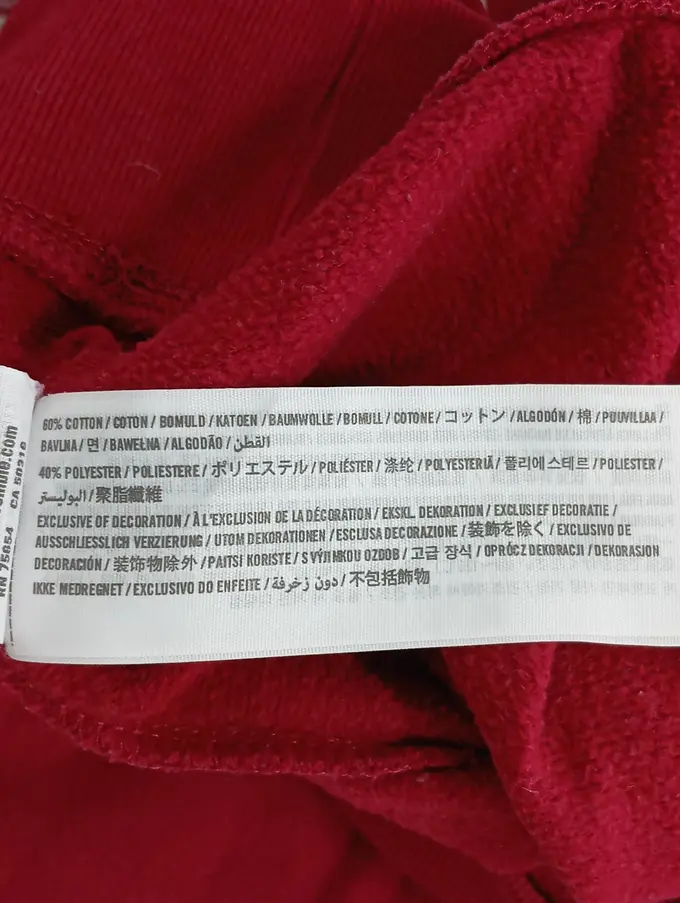 60% COTTON / COTON / BOMULD / KATOEN / BAUMWOLLE / BOMULL / COTONE / コットン / ALGODÓN / 棉 / PUUVILLAA /
BAVLNA / 면 / BAWEŁNA / ALGODÃO / القطن
40% POLYESTER / POLIESTERE / ポリエステル / POLIÉSTER / 涤纶 / POLYESTERIÄ / 폴리에스테르 / POLIESTER /
البوليستر / 聚脂纖維
EXCLUSIVE OF DECORATION / À L'EXCLUSION DE LA DÉCORATION / EKSKL. DEKORATION / EXCLUSIEF DECORATIE /
AUSSCHLIESSLICH VERZIERUNG / UTOM DEKORATIONEN / ESCLUSA DECORAZIONE / 装飾を除く / EXCLUSIVO DE
DECORACIÓN / 装饰物除外 / PAITSI KORISTE / S VÝJIMKOU OZDOB / 고급 장식 / OPRÓCZ DEKORACJI / DEKORASJON
IKKE MEDREGNET / EXCLUSIVO DO ENFEITE / دون زخرفة / 不包括飾物
RN 75654 CA 50318